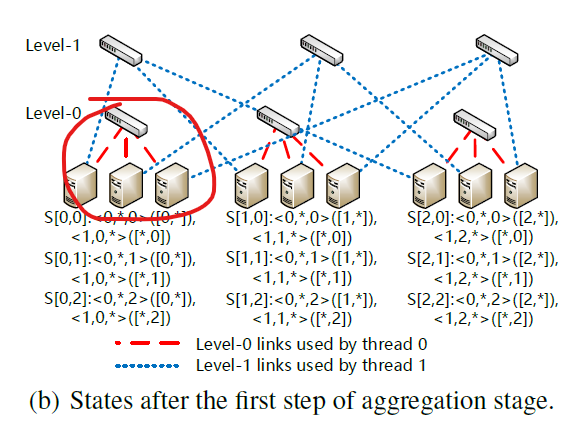 Level-1
Level-0
S[0,0]:<0,*,0>([0,*]), S[1,0]:<0,*,0>([1,*]), S[2,0]:<0,*,0>([2,*]),
<1,0,*>([*,0]) <1,1,*>([*,0]) <1,2,*>([*,0])
S[0,1]:<0,*,1>([0,*]), S[1,1]:<0,*,1>([1,*]), S[2,1]:<0,*,1>([2,*]),
<1,0,*>([*,1]) <1,1,*>([*,1]) <1,2,*>([*,1])
S[0,2]:<0,*,2>([0,*]), S[1,2]:<0,*,2>([1,*]), S[2,2]:<0,*,2>([2,*]),
<1,0,*>([*,2]) <1,1,*>([*,2]) <1,2,*>([*,2])
Level-0 links used by thread 0
Level-1 links used by thread 1
(b) States after the first step of aggregation stage.